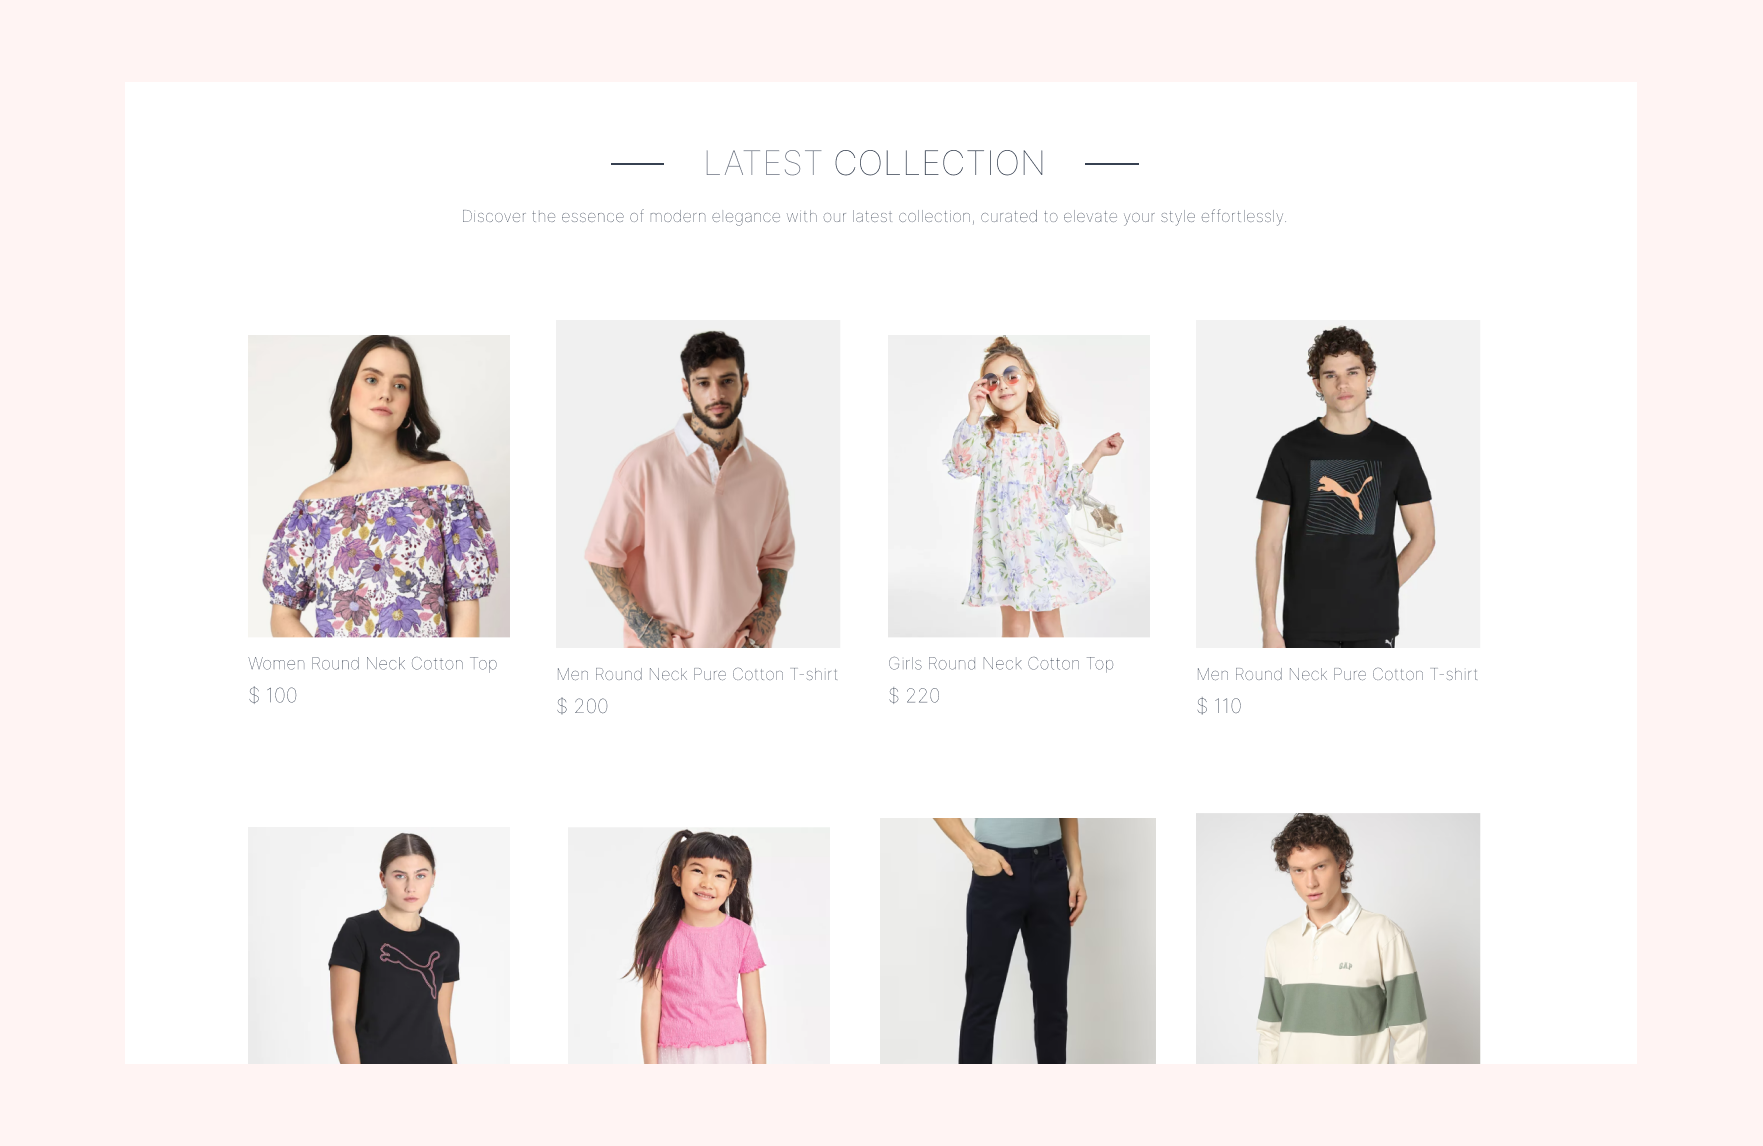 LATEST COLLECTION
Discover the essence of modern elegance with our latest collection, curated to elevate your style effortlessly.
Women Round Neck Cotton Top
$ 100
Men Round Neck Pure Cotton T-shirt
$ 200
Girls Round Neck Cotton Top
$ 220
Men Round Neck Pure Cotton T-shirt
$ 110
GAP